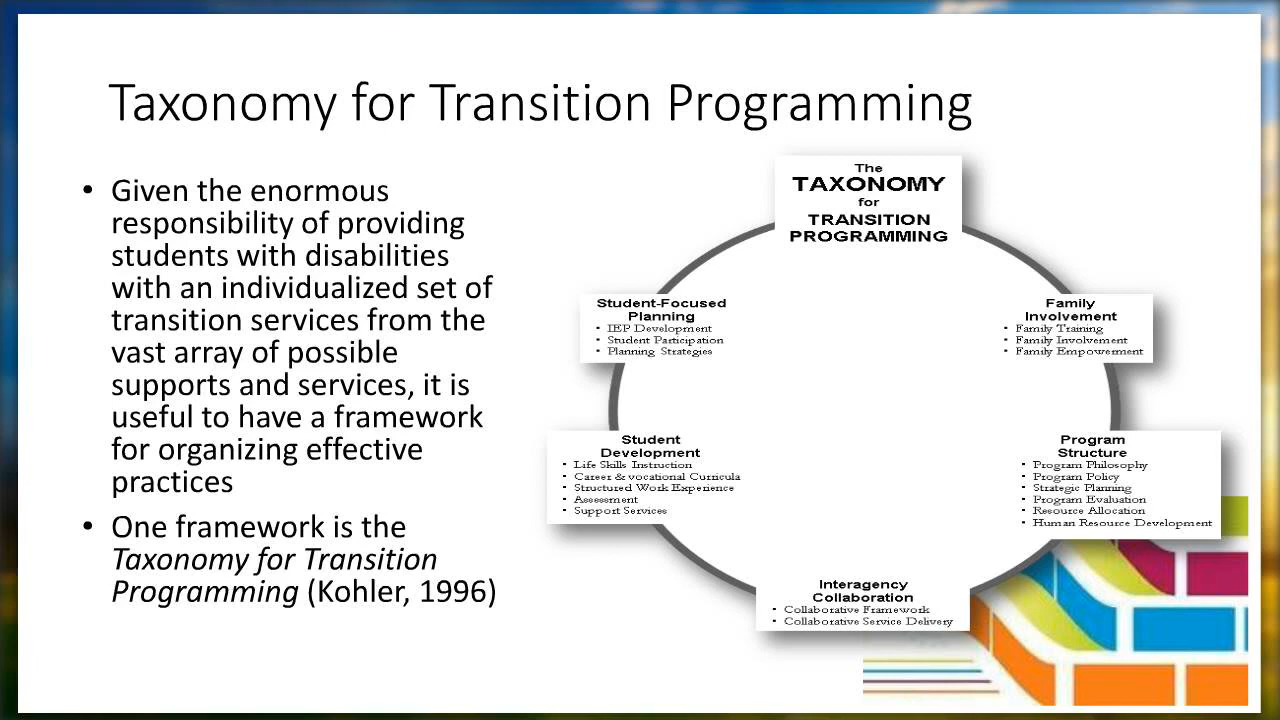 Taxonomy for Transition Programming
• Given the enormous
responsibility of providing
students with disabilities
with an individualized set of
transition services from the
vast array of possible
supports and services, it is
useful to have a framework
for organizing effective
practices
• One framework is the
Taxonomy for Transition
Programming (Kohler, 1996)
The
TAXONOMY
for
TRANSITION
PROGRAMMING
Student-Focused
Planning
• IEP Development
• Student Participation
• Planning Strategies
Family
Involvement
• Family Training
• Family Involvement
• Family Empowerment
Student
Development
• Life Skills Instruction
• Career & vocational Curricula
• Structured Work Experience
• Assessment
• Support Services
Program
Structure
• Program Philosophy
• Program Policy
• Strategic Planning
• Program Evaluation
• Resource Allocation
• Human Resource Development
Interagency
Collaboration
• Collaborative Framework
• Collaborative Service Delivery